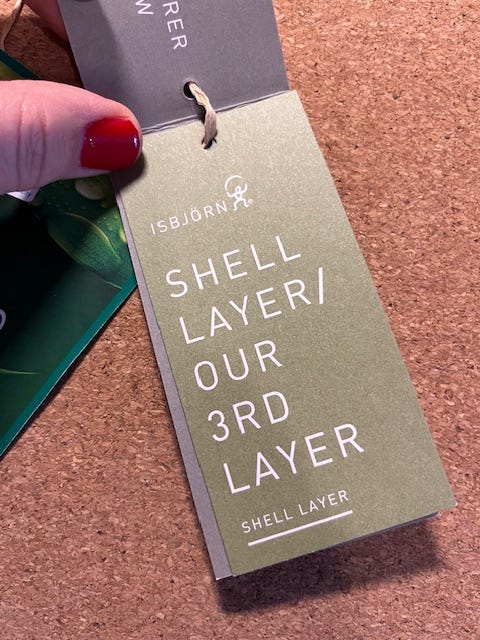 ISBJÖRN
SHELL
LAYER/
OUR
3RD
LAYER
SHELL LAYER